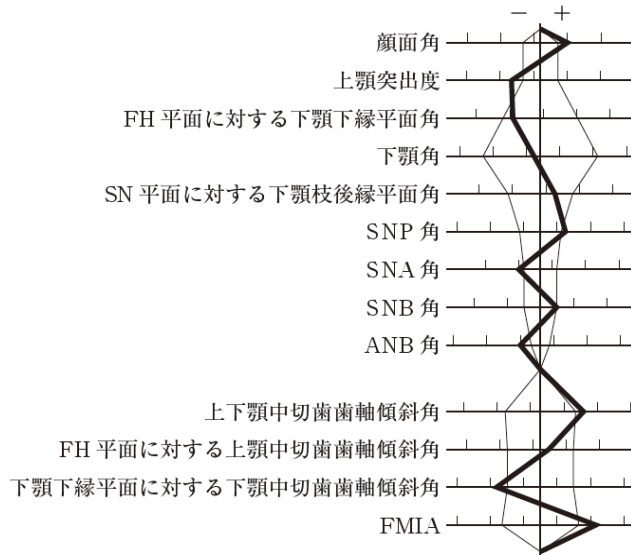 － ＋
顔面角
上顎突出度
FH 平面に対する下顎下縁平面角
下顎角
SN 平面に対する下顎枝後縁平面角
SNP 角
SNA 角
SNB 角
ANB 角
上下顎中切歯歯軸傾斜角
FH 平面に対する上顎中切歯歯軸傾斜角
下顎下縁平面に対する下顎中切歯歯軸傾斜角
FMIA